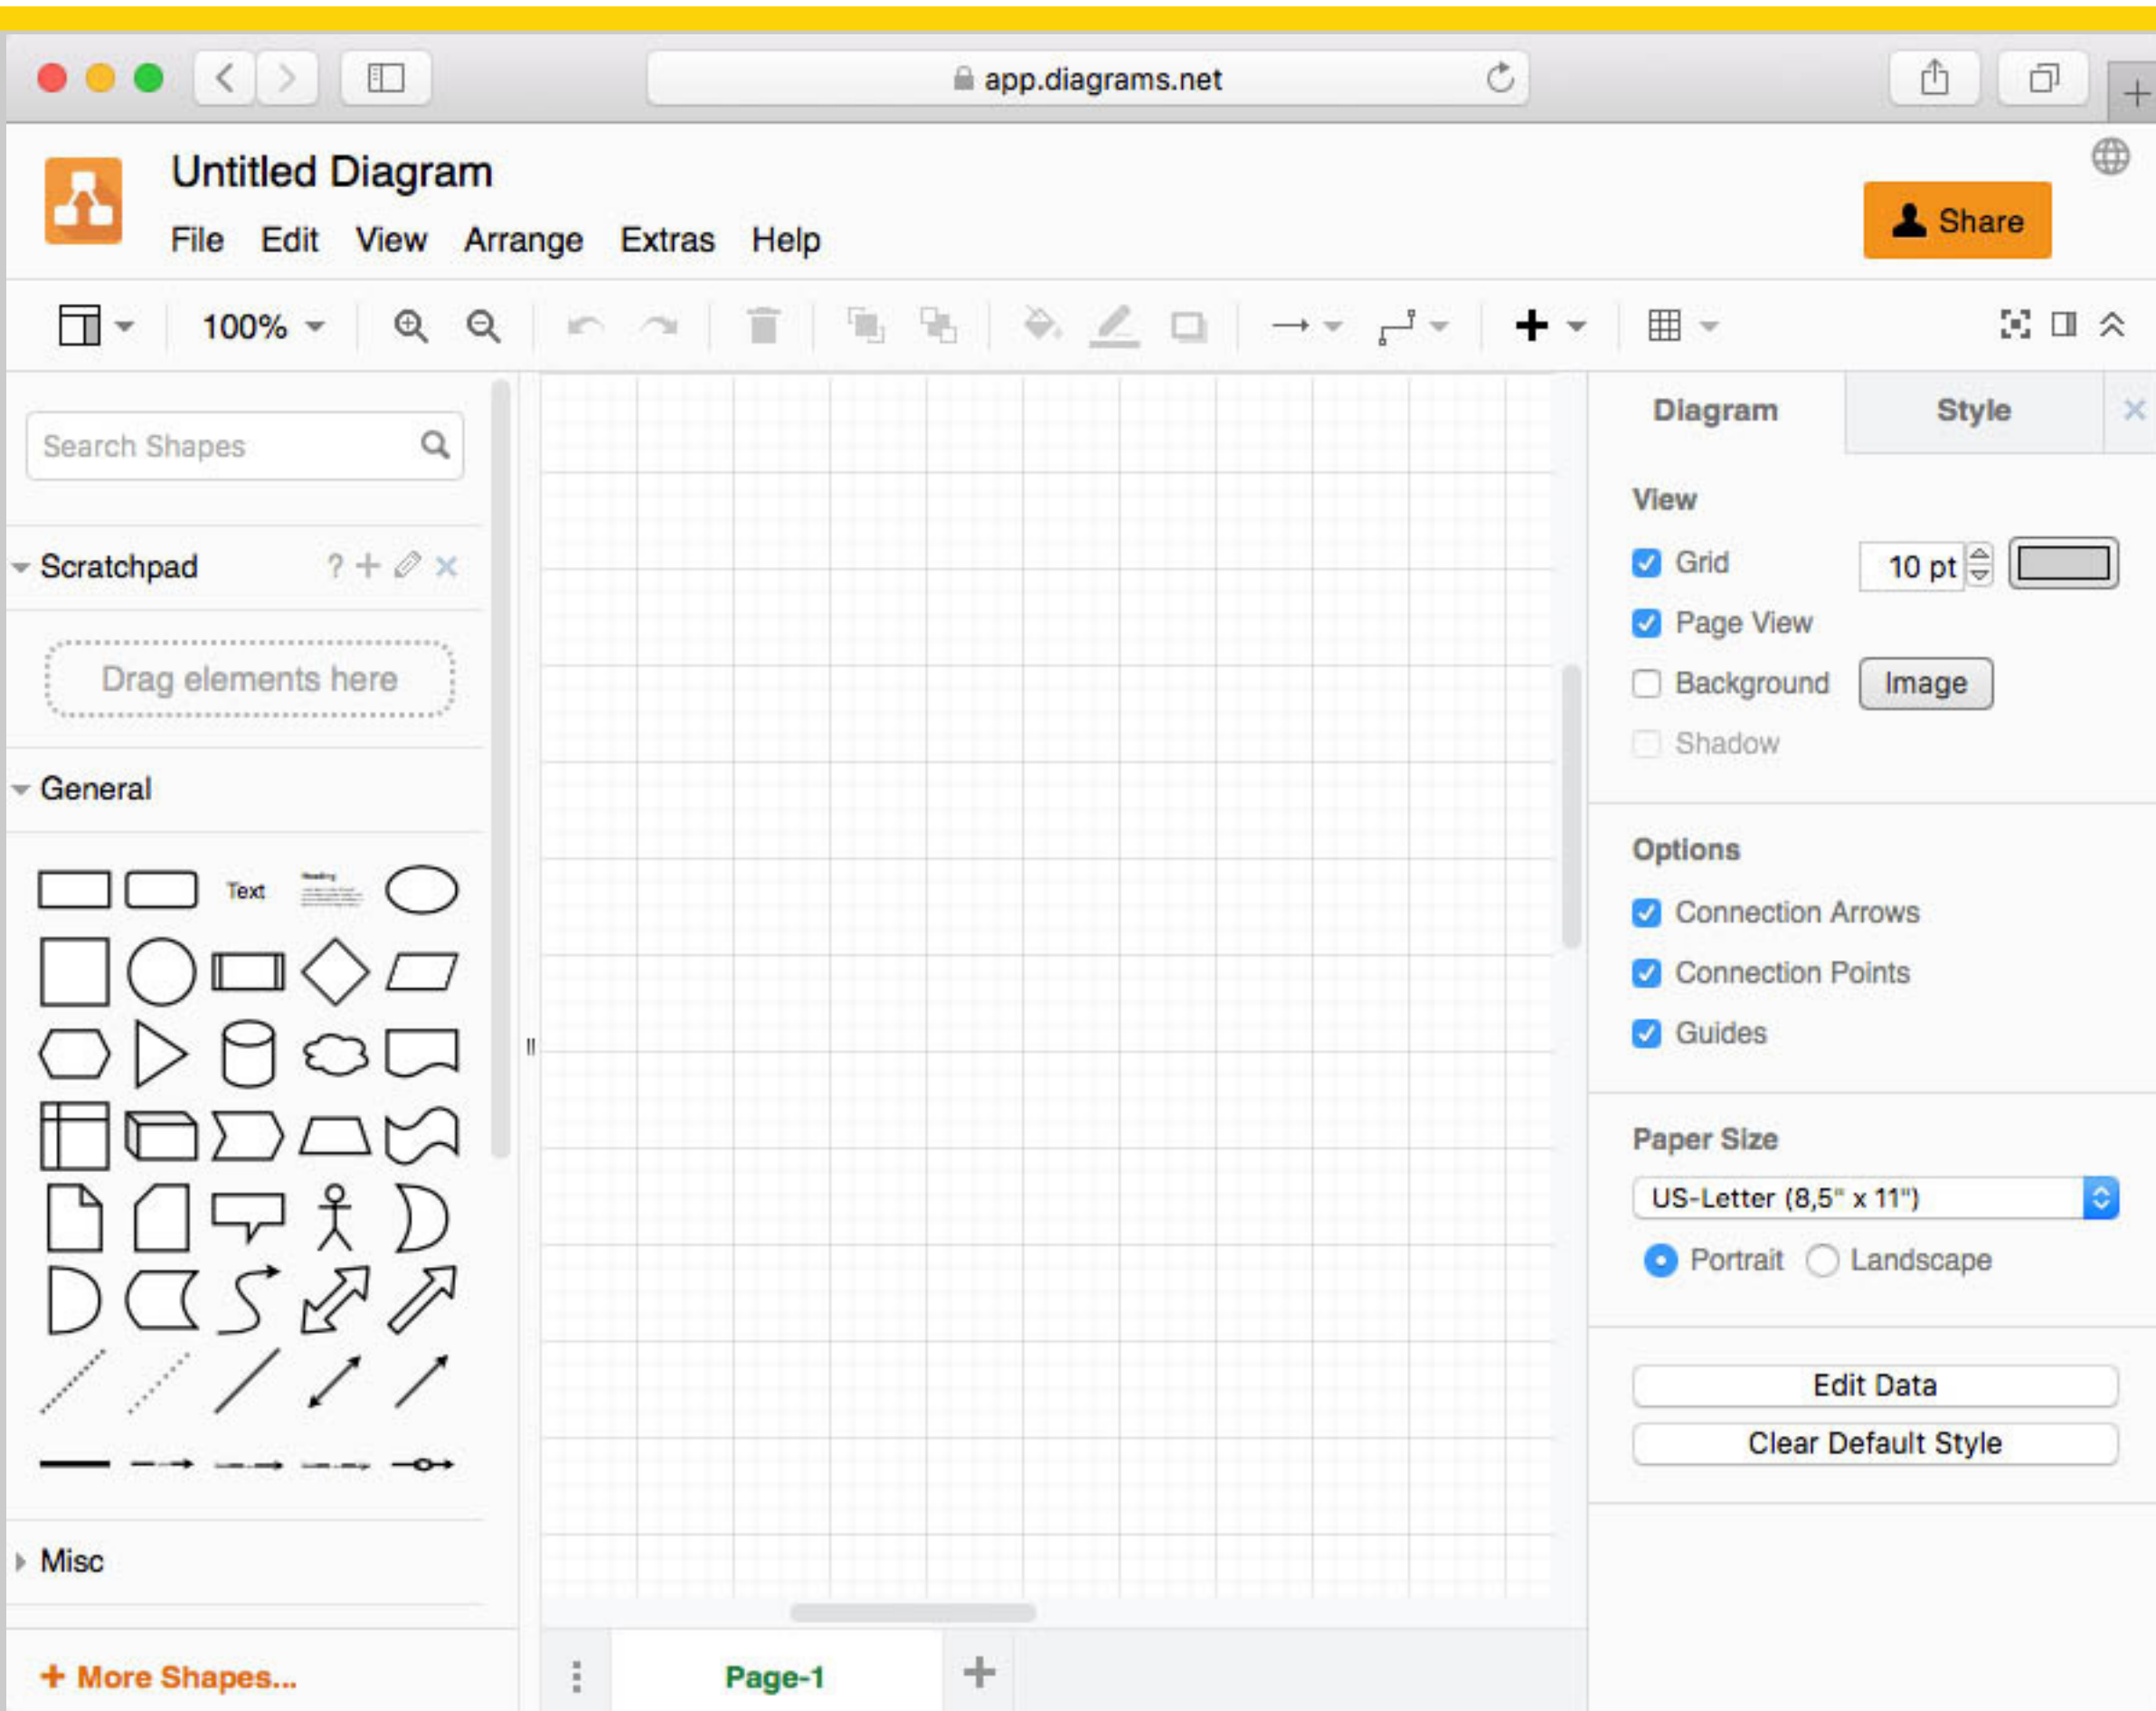 app.diagrams.net
Untitled Diagram
File Edit View Arrange Extras Help
Share
100%
Search Shapes
Scratchpad ?
Drag elements here
General
Text
Heading
Misc
+ More Shapes...
Page-1
Diagram Style
View
Grid 10 pt
Page View
Background Image
Shadow
Options
Connection Arrows
Connection Points
Guides
Paper Size
US-Letter (8,5" x 11")
Portrait Landscape
Edit Data
Clear Default Style